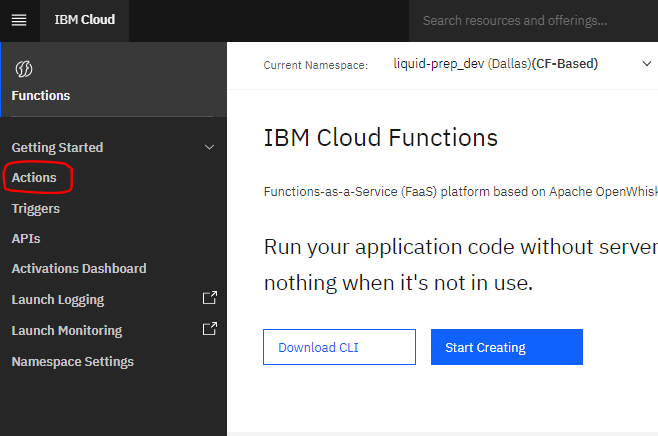 IBM Cloud
Search resources and offerings...
Functions
Getting Started
Actions
Triggers
APIs
Activations Dashboard
Launch Logging
Launch Monitoring
Namespace Settings
Current Namespace: liquid-prep_dev (Dallas)(CF-Based)
IBM Cloud Functions
Functions-as-a-Service (FaaS) platform based on Apache OpenWhisk
Run your application code without server
nothing when it's not in use.
Download CLI
Start Creating